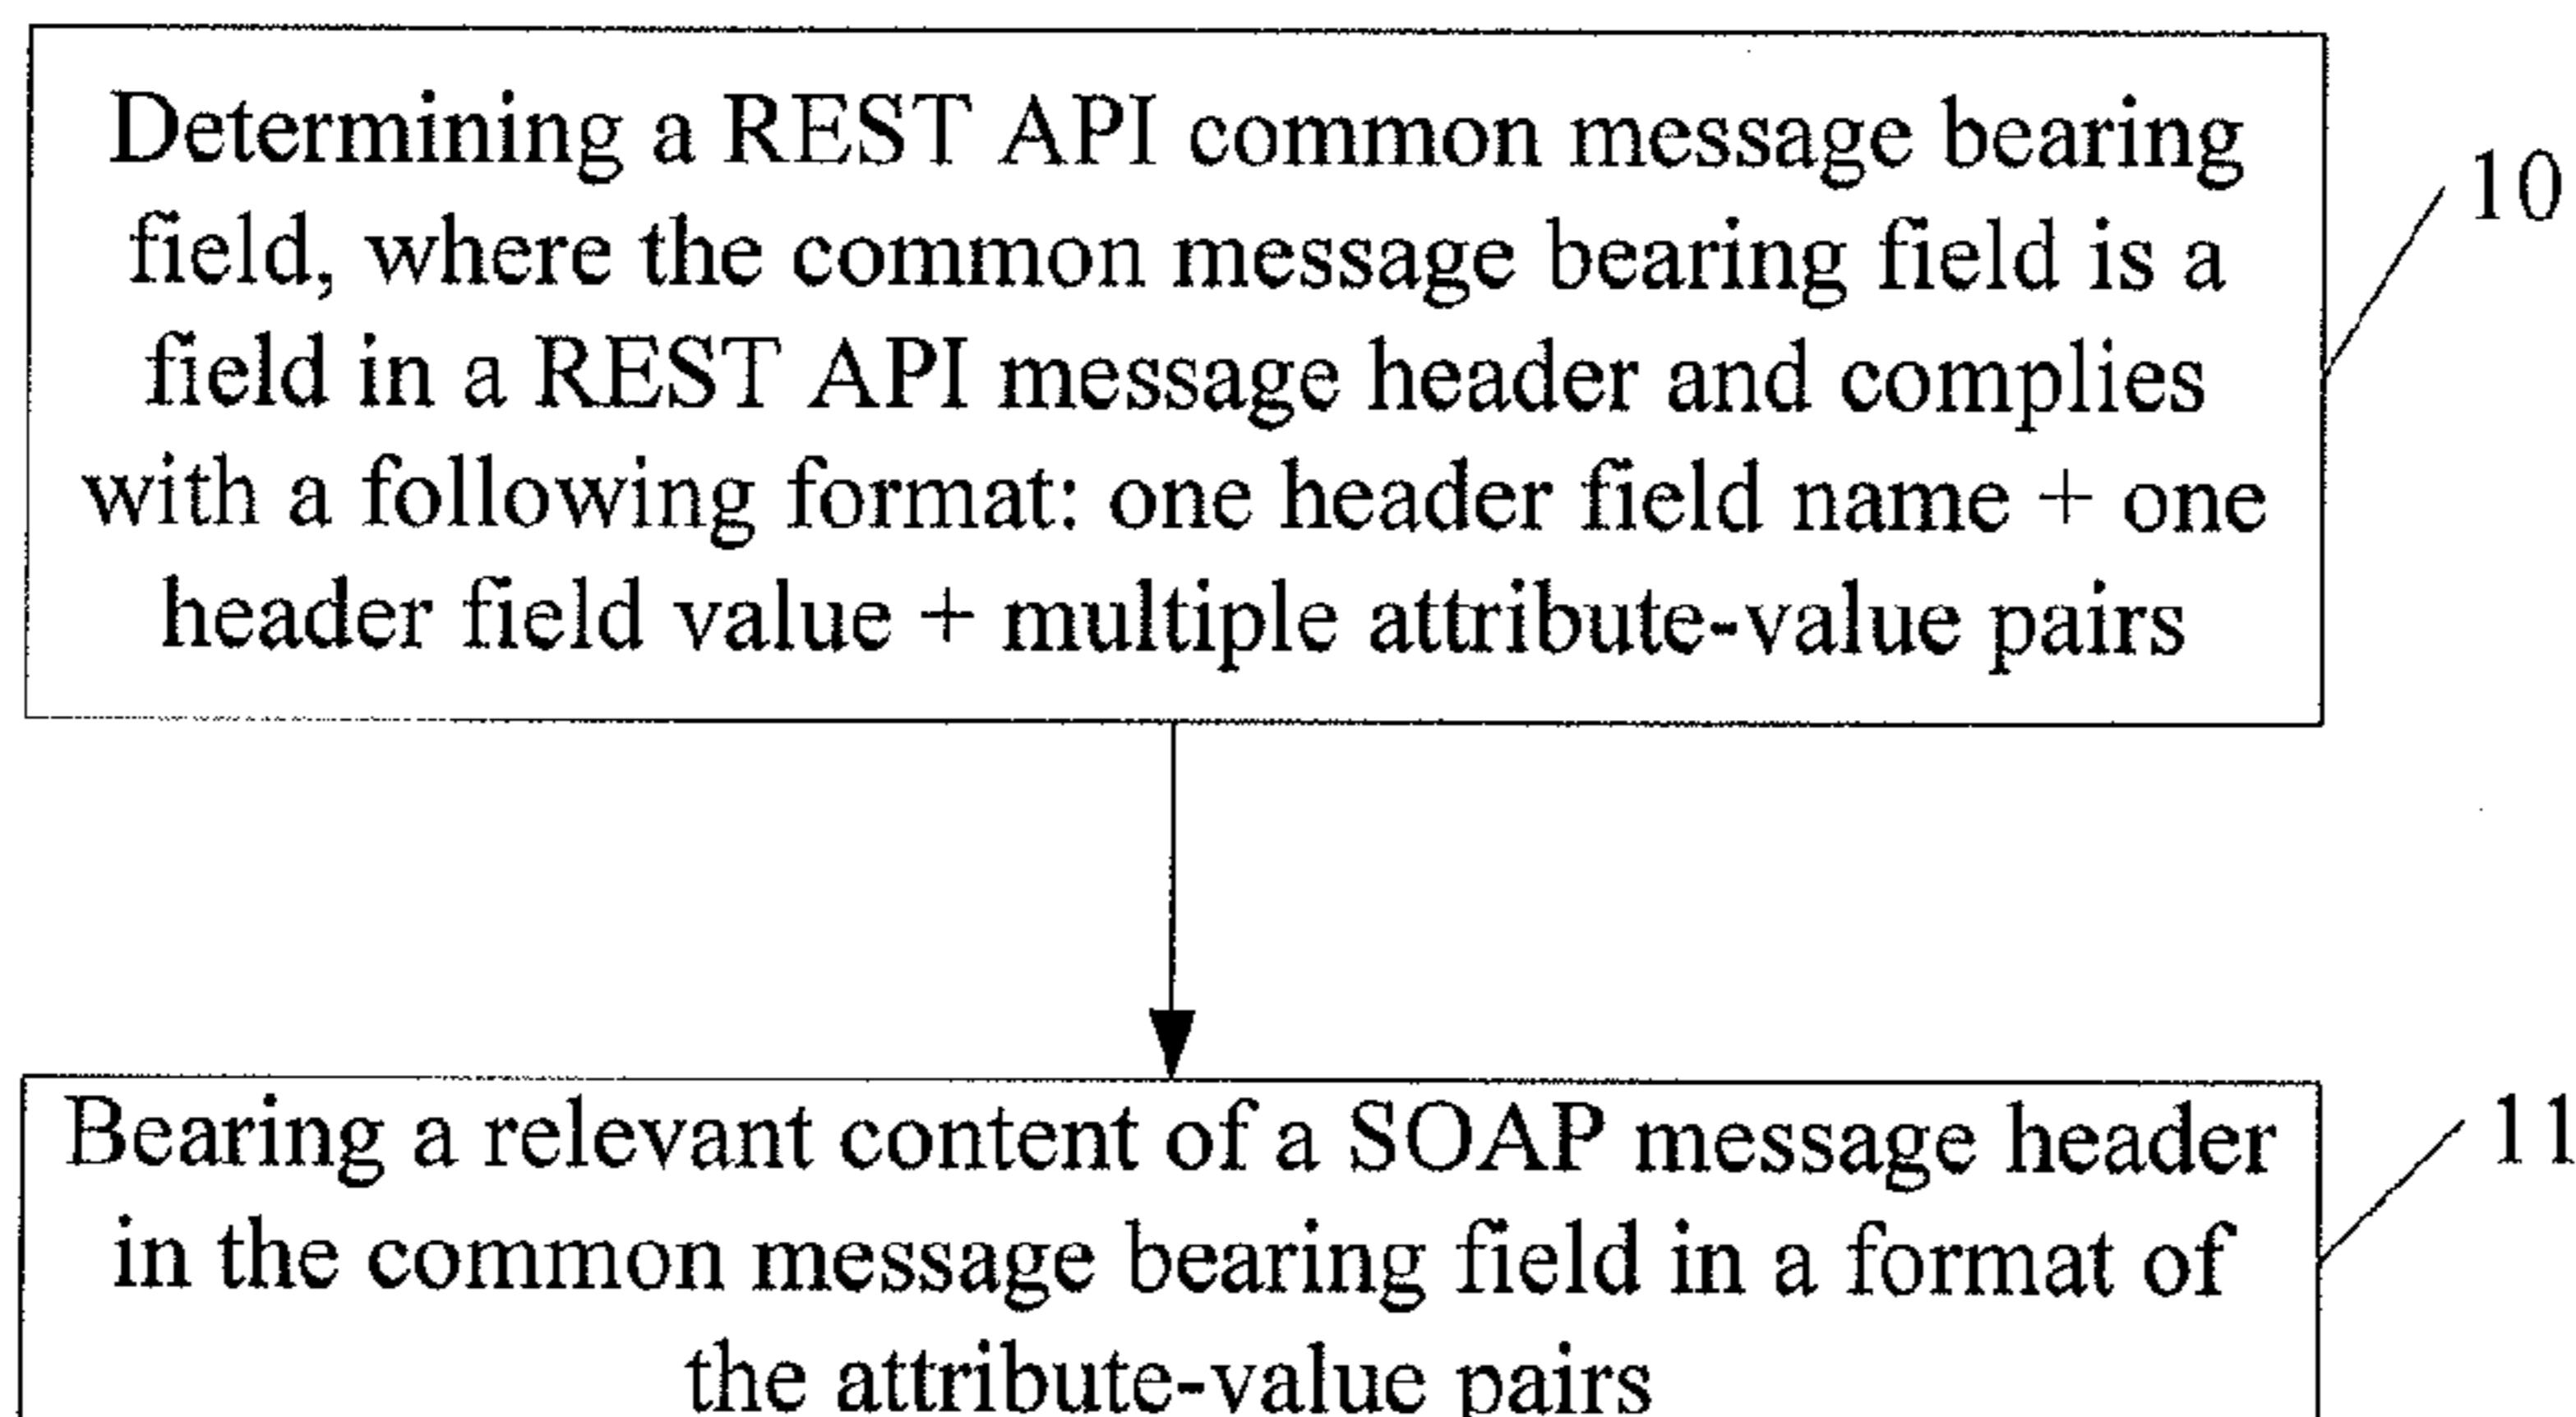 Determining a REST API common message bearing
field, where the common message bearing field is a
field in a REST API message header and complies
with a following format: one header field name + one
header field value + multiple attribute-value pairs
10
Bearing a relevant content of a SOAP message header
in the common message bearing field in a format of
the attribute-value pairs
11